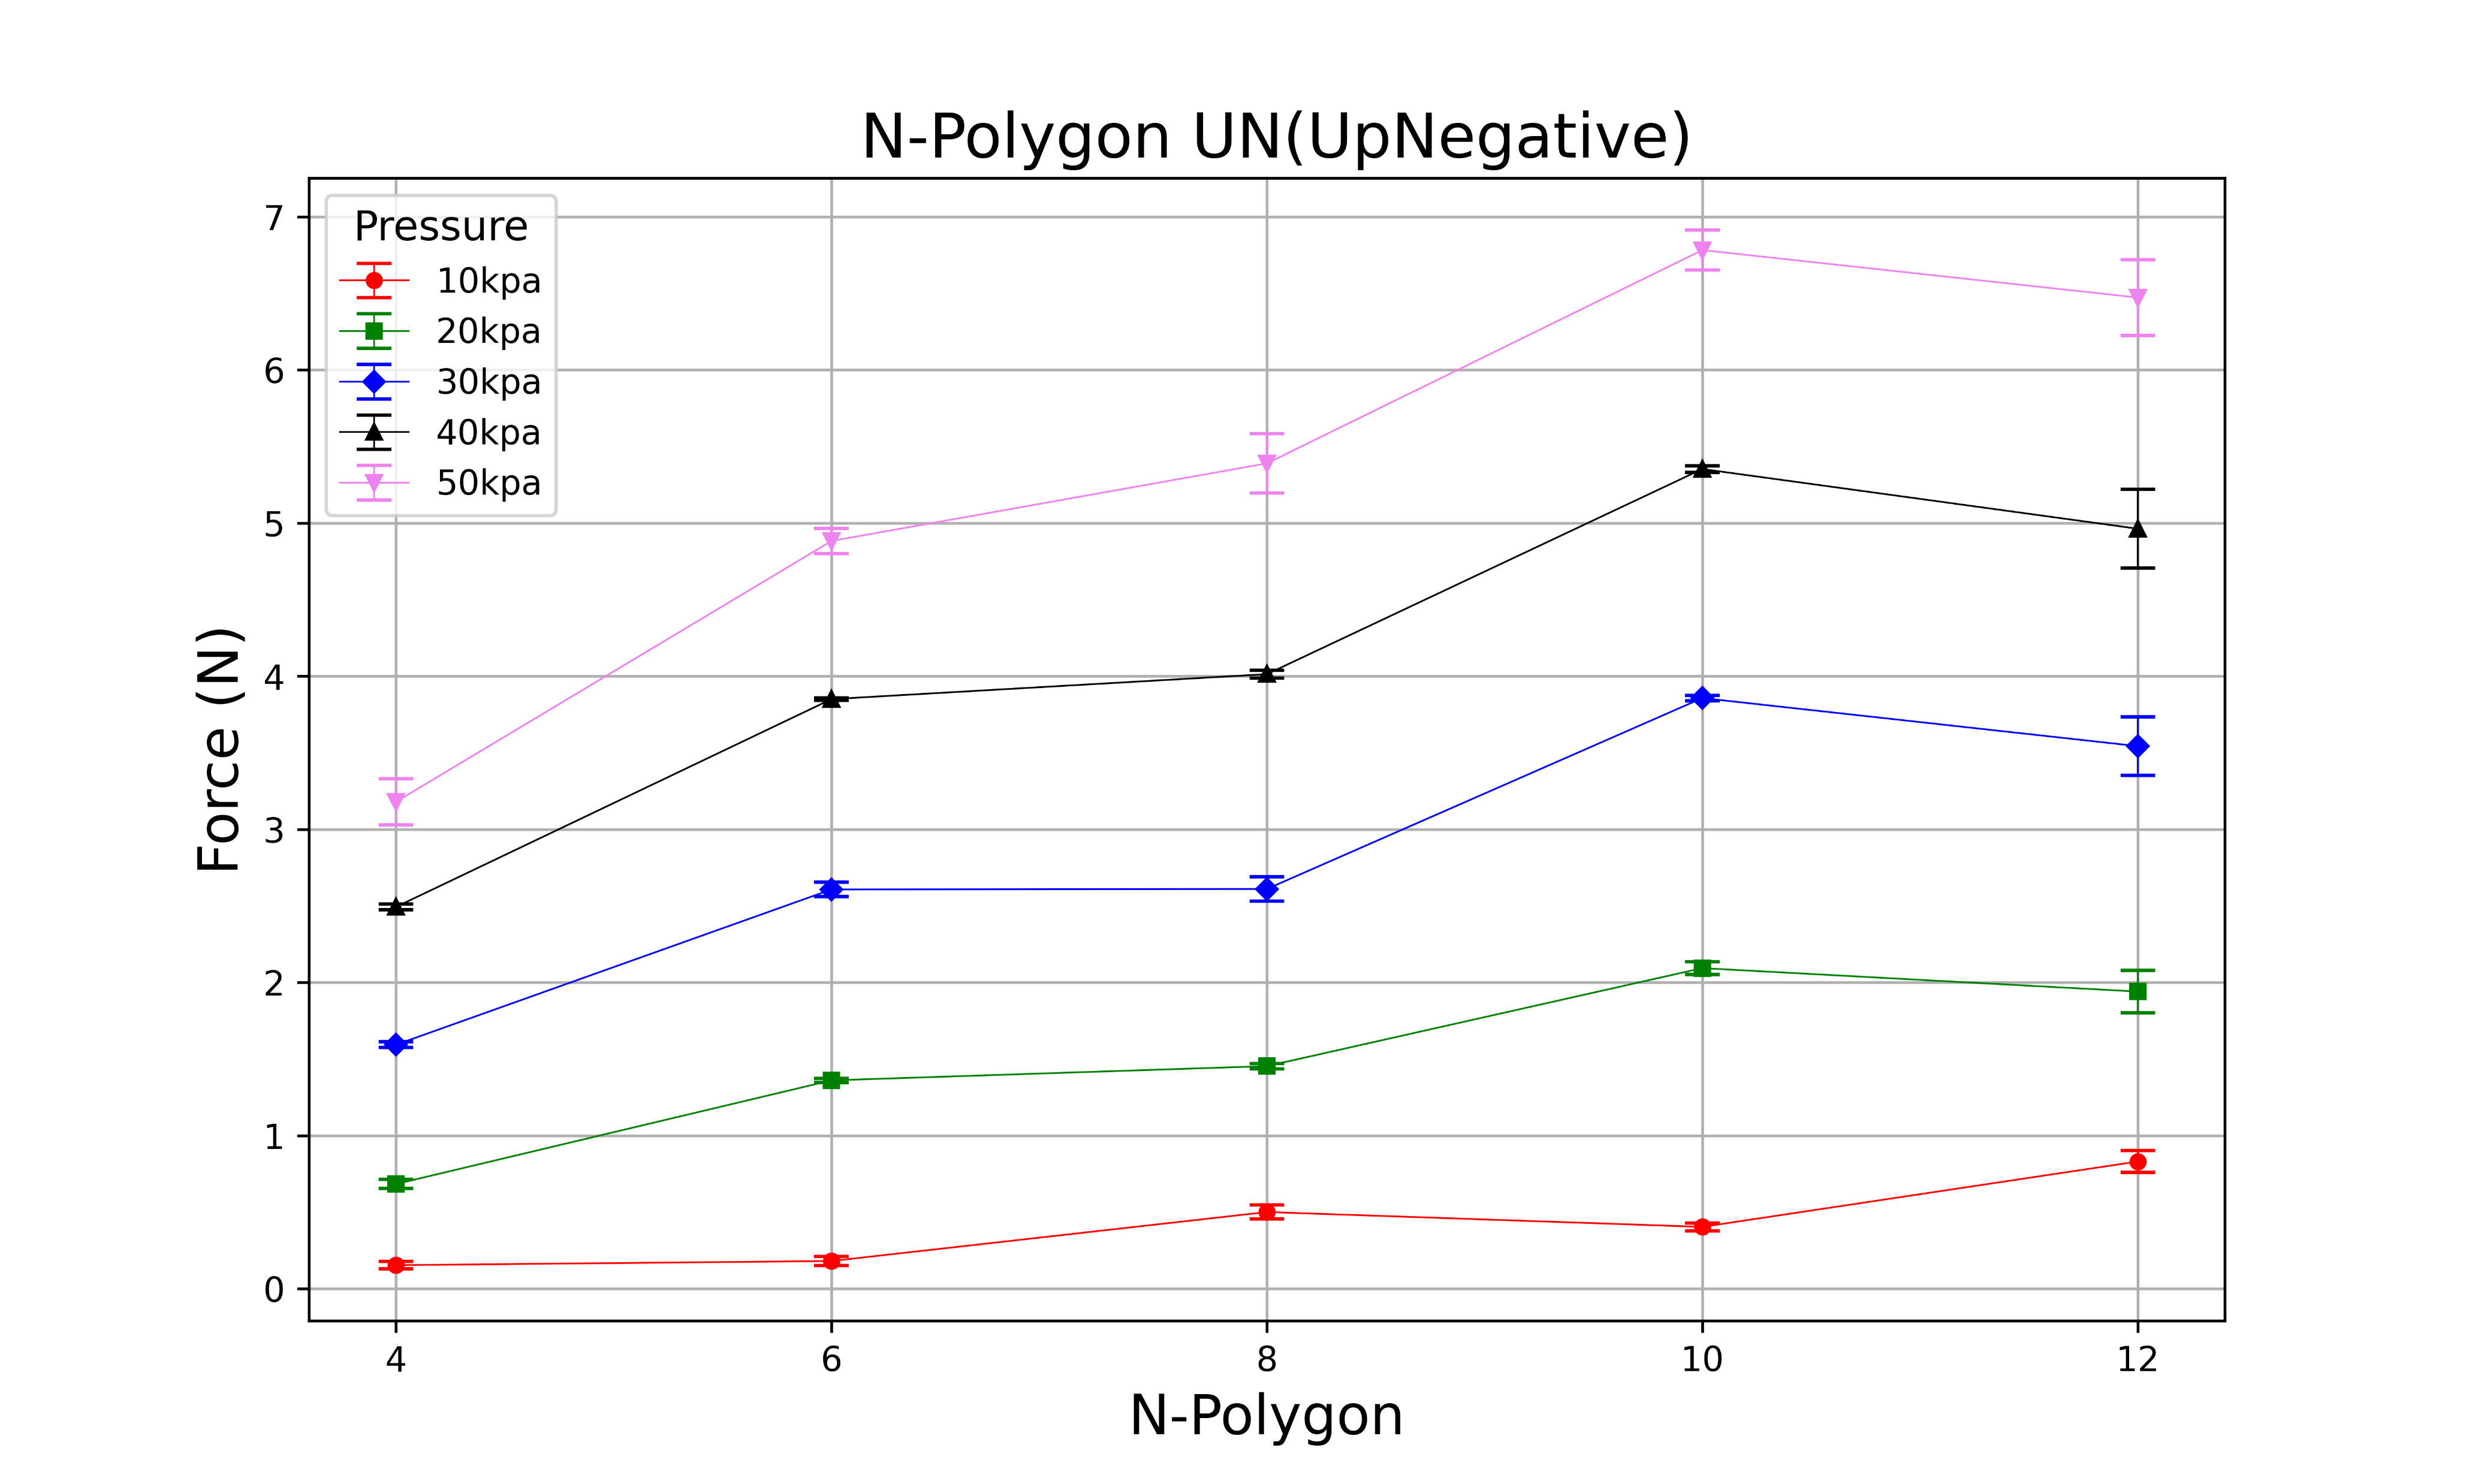 N-Polygon UN(UpNegative)
Pressure
10kpa
20kpa
30kpa
40kpa
50kpa
Force (N)
7
6
5
4
3
2
1
0
4 6 8 10 12
N-Polygon